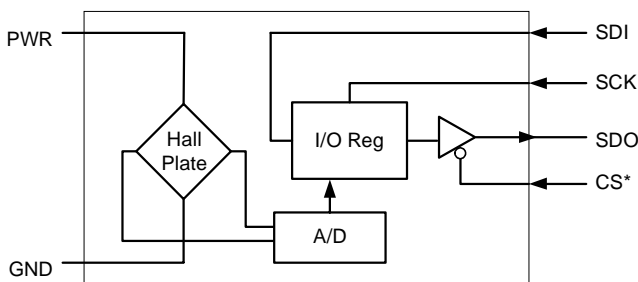 PWR
SDI
SCK
Hall
Plate
I/O Reg
SDO
CS*
A/D
GND